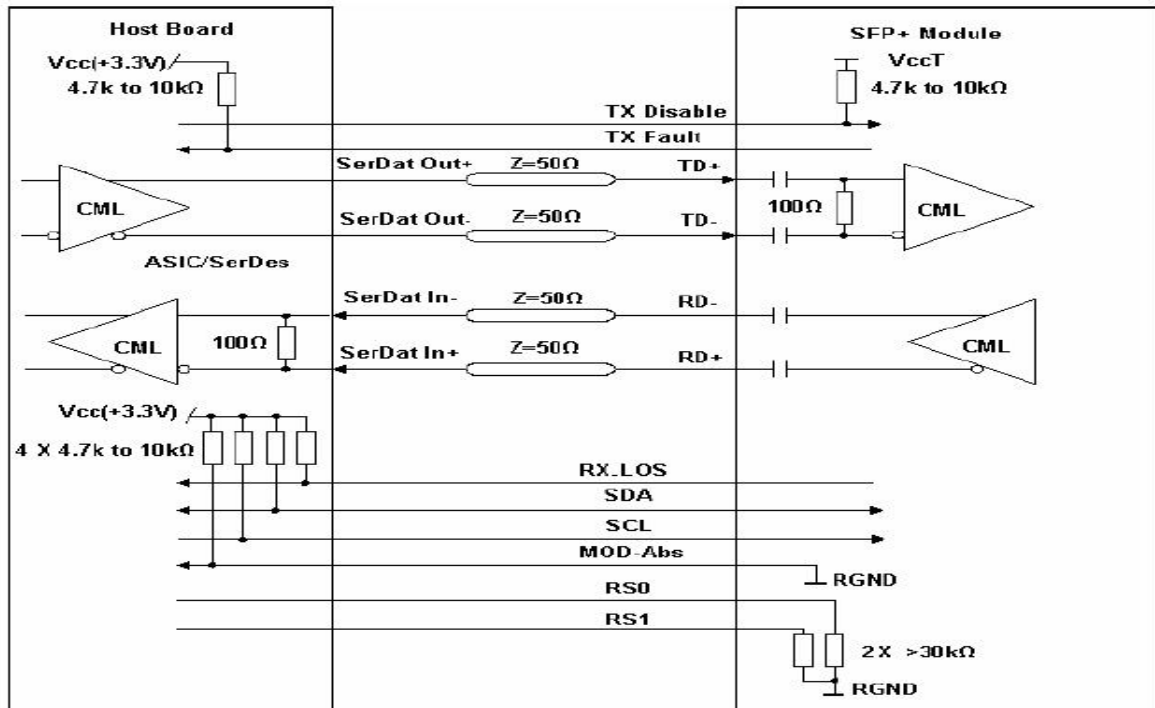 Host Board
SFP+ Module
Vcc(+3.3V)
4.7k to 10kΩ
VccT
4.7k to 10kΩ
TX Disable
TX Fault
SerDat Out+
Z=50Ω
TD+
CML
100Ω
CML
SerDat Out-
Z=50Ω
TD-
ASIC/SerDes
SerDat In-
Z=50Ω
RD-
CML
100Ω
CML
SerDat In+
Z=50Ω
RD+
Vcc(+3.3V)
4 X 4.7k to 10kΩ
RX-LOS
SDA
SCL
MOD-Abs
RGND
RS0
RS1
2X >30kΩ
RGND